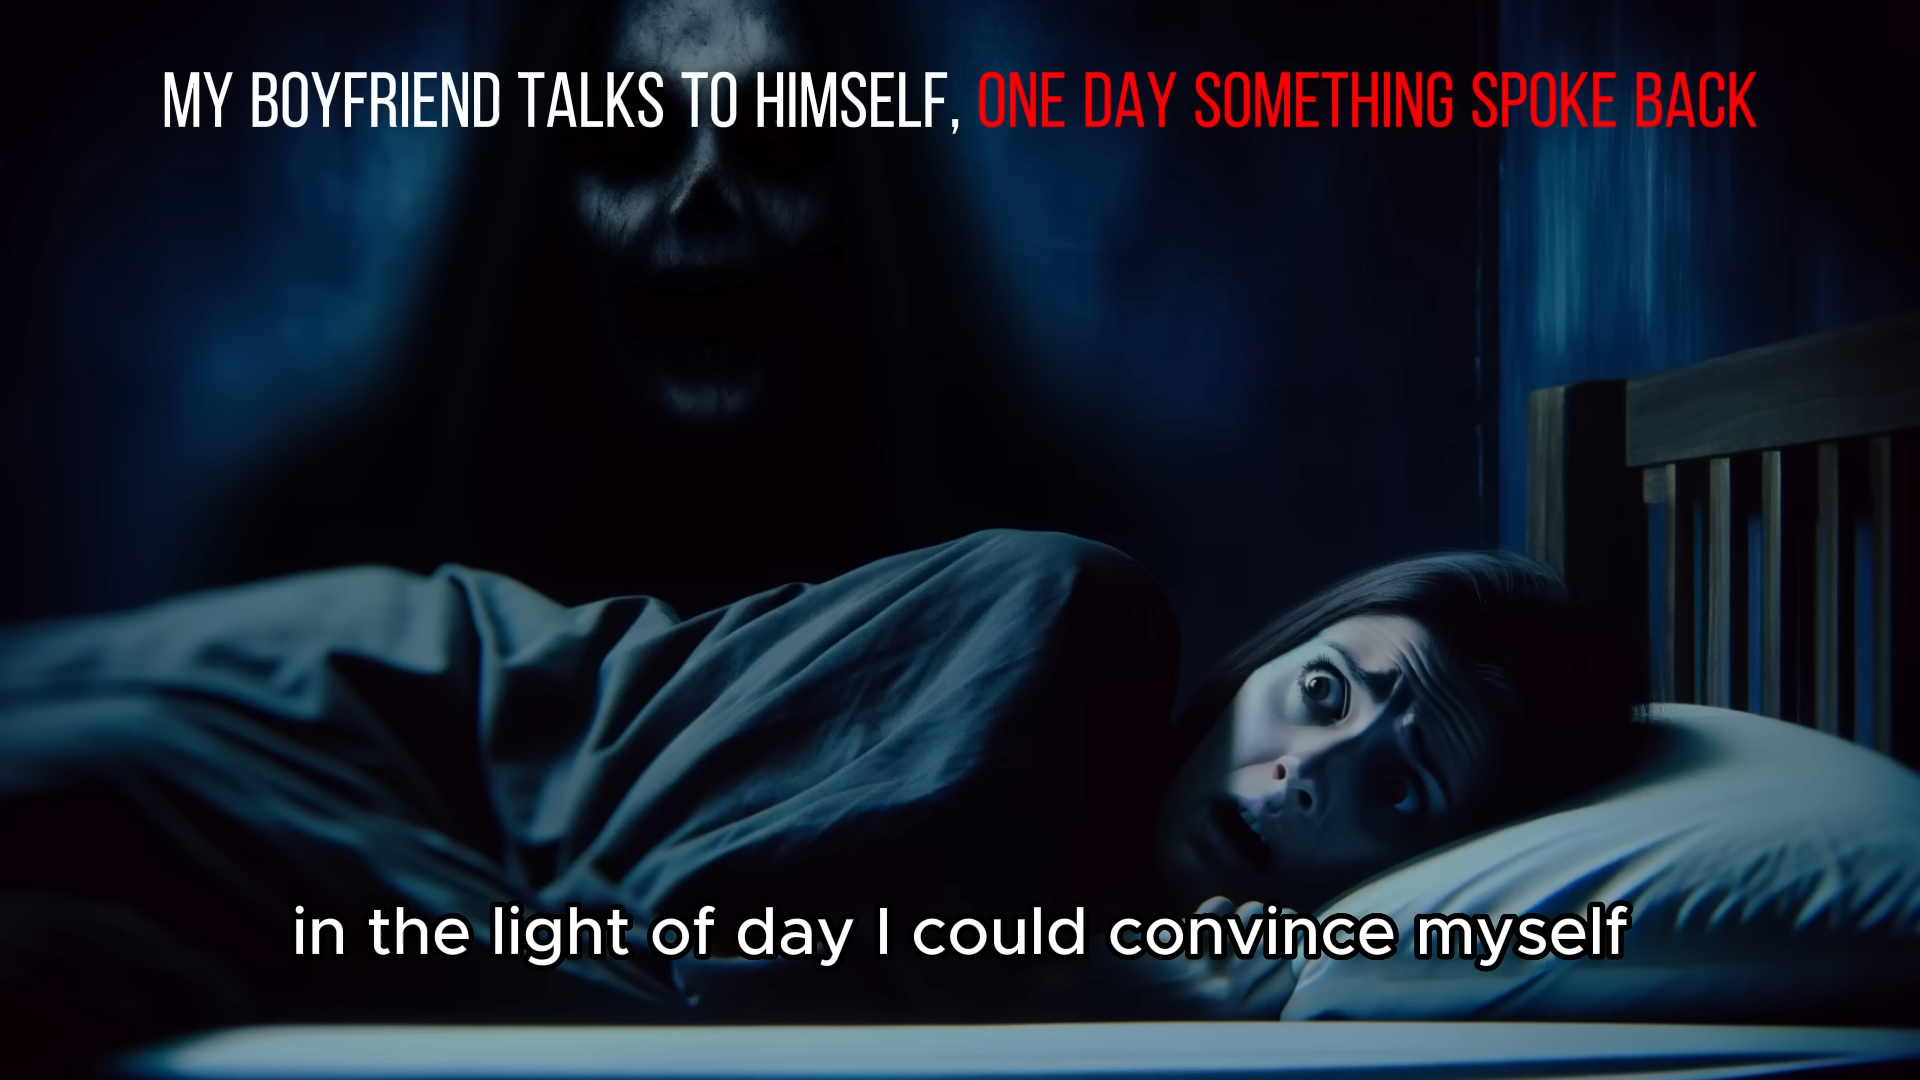 MY BOYFRIEND TALKS TO HIMSELF, ONE DAY SOMETHING SPOKE BACK
in the light of day I could convince myself